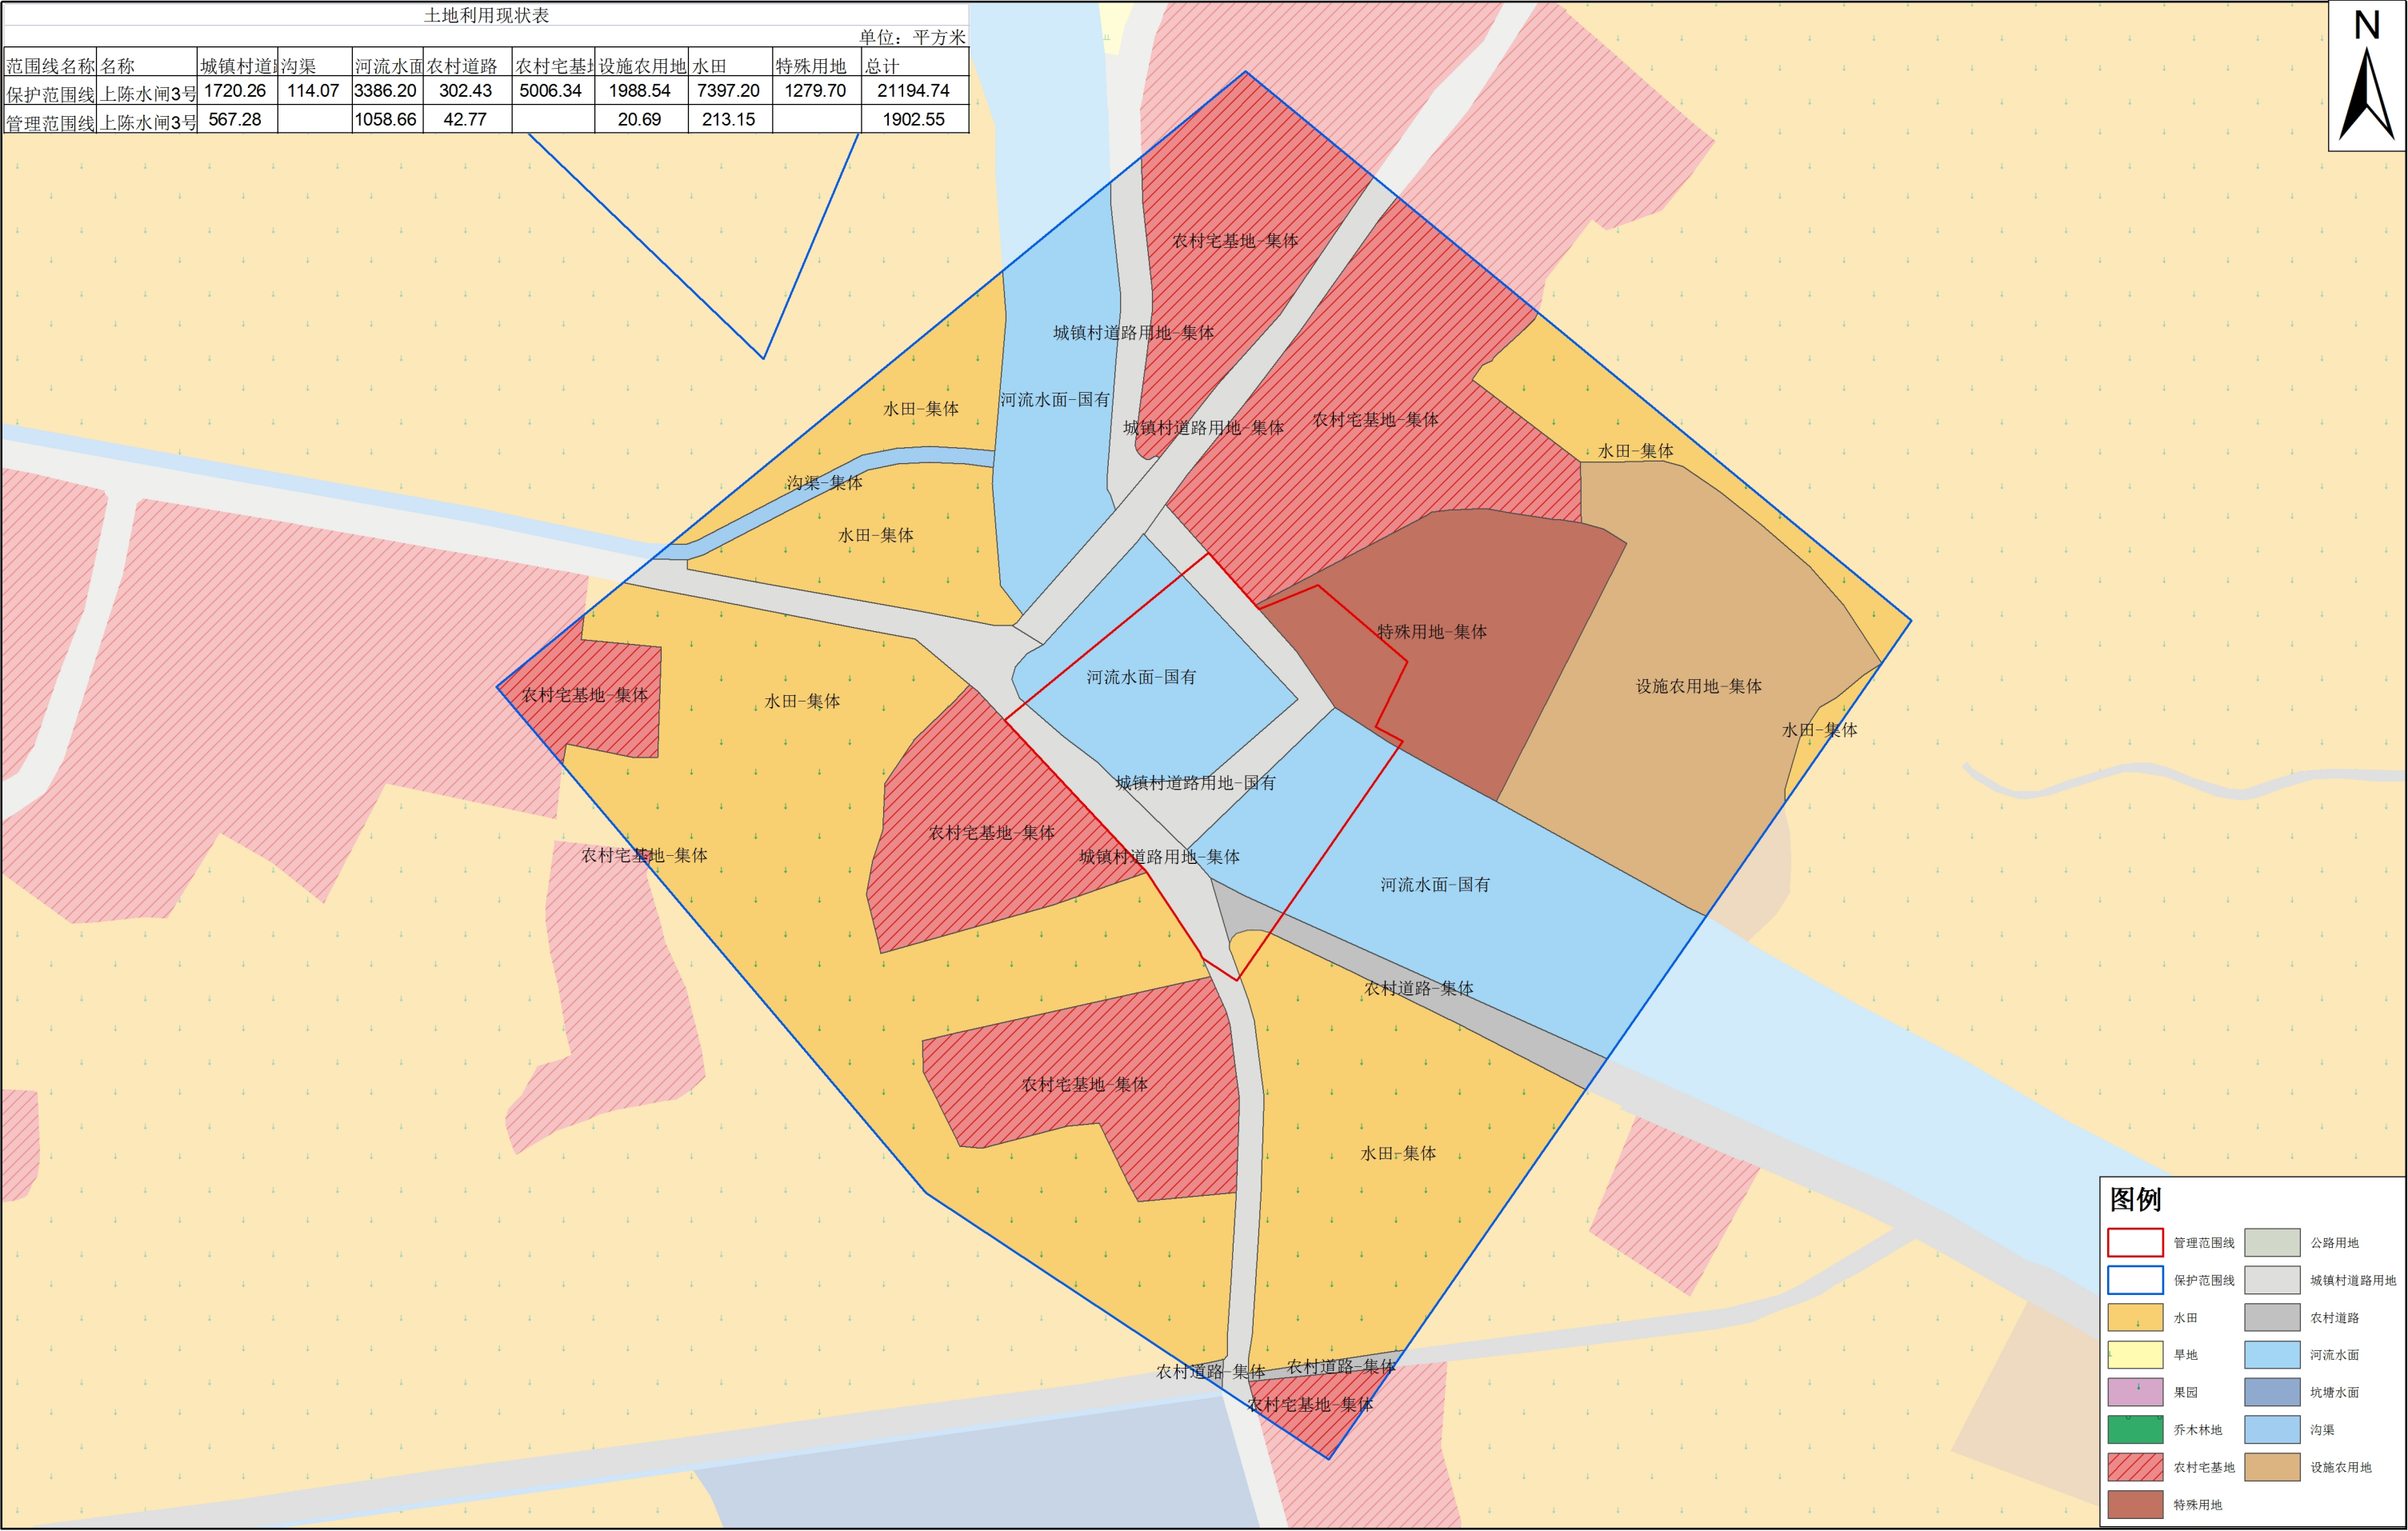 土地利用现状表
单位：平方米
范围线名称 名称 城镇村道 沟渠 河流水面 农村道路 农村宅基 设施农用地 水田 特殊用地 总计
保护范围线 上陈水闸3号 1720.26 114.07 3386.20 302.43 5006.34 1988.54 7397.20 1279.70 21194.74
管理范围线 上陈水闸3号 567.28 1058.66 42.77 20.69 213.15 1902.55
N
农村宅基地-集体
城镇村道路用地-集体
河流水面-国有
水田-集体
城镇村道路用地-集体
农村宅基地-集体
水田-集体
沟渠-集体
水田-集体
特殊用地-集体
河流水面-国有
设施农用地-集体
农村宅基地-集体
水田-集体
水田-集体
城镇村道路用地-国有
农村宅基地-集体
农村宅基地-集体
城镇村道路用地-集体
河流水面-国有
农村道路-集体
农村宅基地-集体
水田-集体
农村道路-集体
农村道路-集体
农村宅基地-集体
图例
管理范围线 公路用地
保护范围线 城镇村道路用地
水田 农村道路
旱地 河流水面
果园 坑塘水面
乔木林地 沟渠
农村宅基地 设施农用地
特殊用地